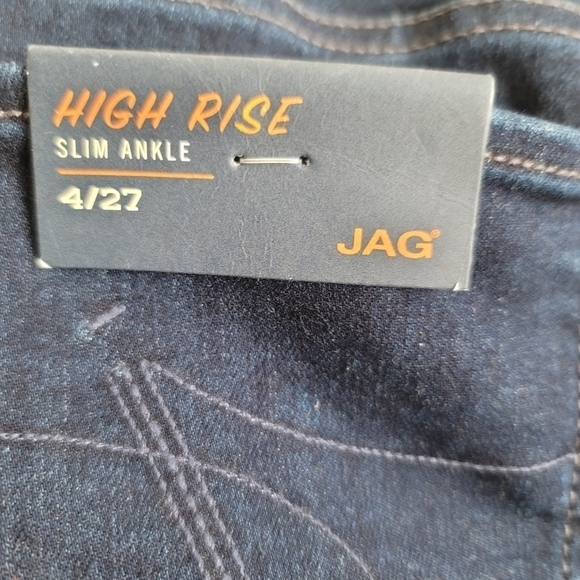 HIGH RISE
SLIM ANKLE
4/27
JAG®